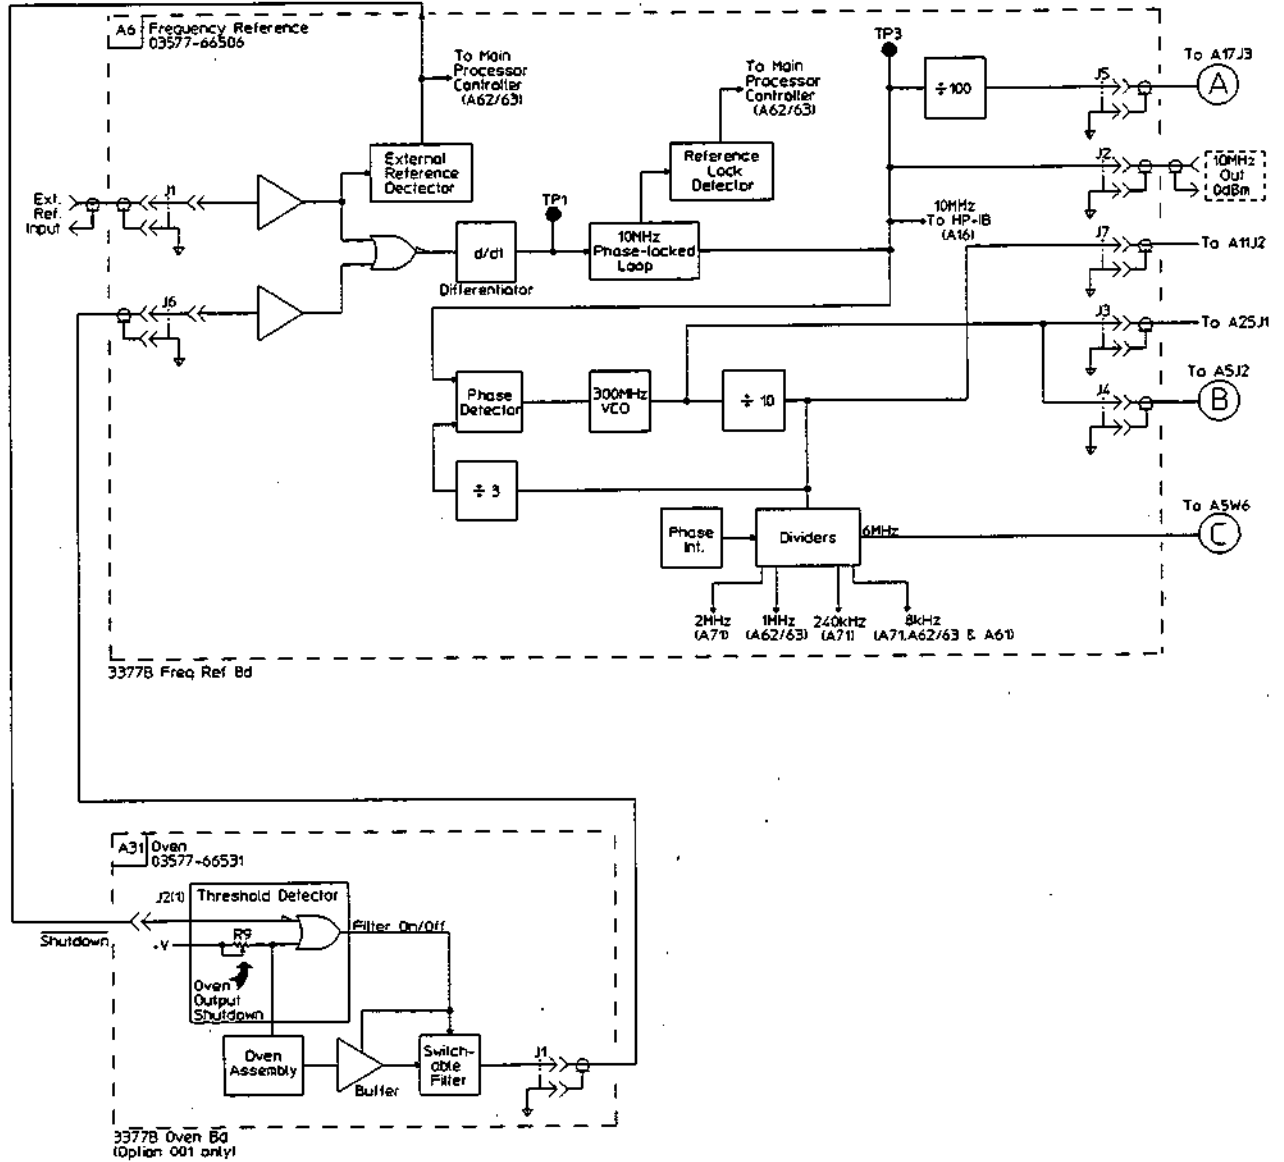 A6
Frequency Reference
03577-66506
To Main
Processor
Controller
(A62/63)
To Main
Processor
Controller
(A62/63)
TP3
÷100
J5
To A17J3
A
External
Reference
Dectector
Reference
Lock
Detector
J2
10MHz
Out
0dBm
Ext.
Ref.
Input
J1
TP1
10MHz
To HP-IB
(A16)
d/dt
Differentiator
10MHz
Phase-locked
Loop
J7
To A11J2
J6
J3
To A25J1
Phase
Detector
300MHz
VCO
÷ 10
J4
To A5J2
B
÷ 3
Phase
Int.
Dividers
6MHz
To A5W6
C
2MHz
(A71)
1MHz
(A62/63)
240kHz
(A71)
8kHz
(A71,A62/63 & A61)
3377B Freq Ref Bd
A31
Oven
03577-66531
J2(1)
Threshold Detector
Shutdown
+V
R9
Filter On/Off
Oven
Output
Shutdown
Oven
Assembly
Buffer
Switch-
able
Filter
J1
3377B Oven Bd
(Option 001 only)